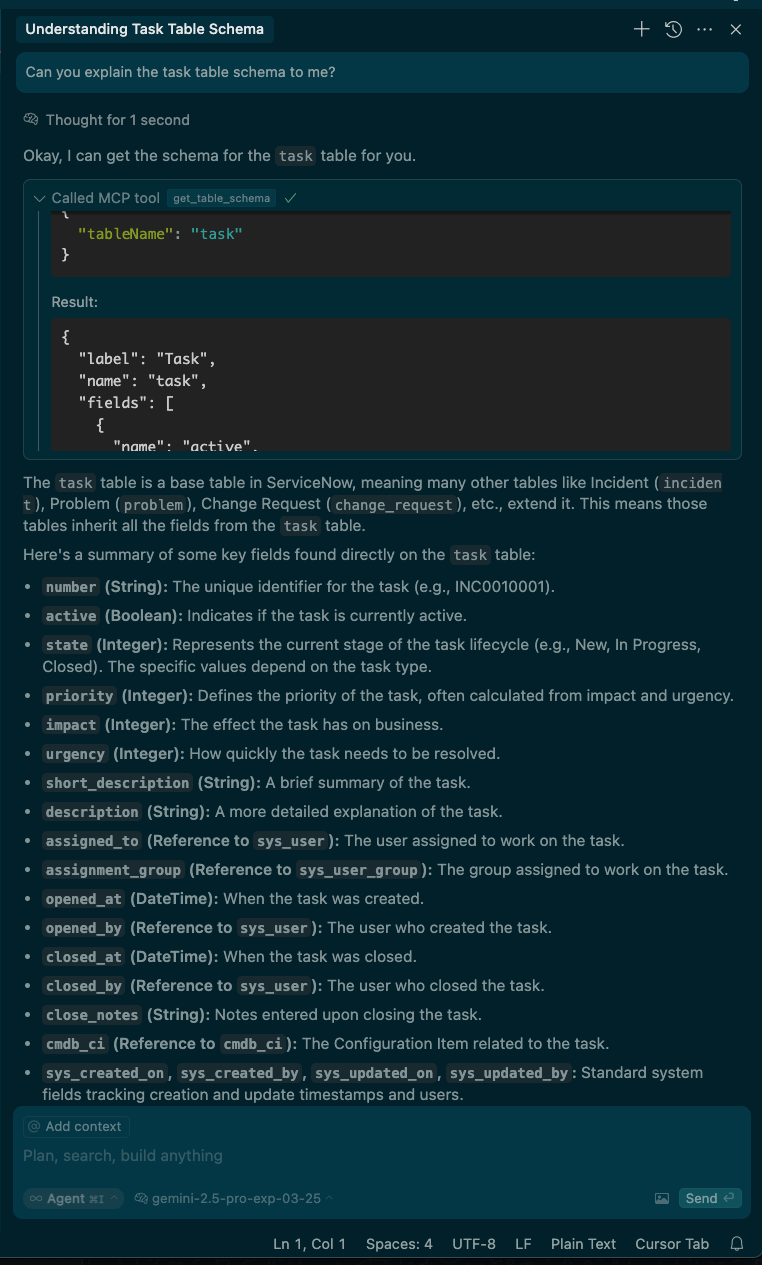 Understanding Task Table Schema
Can you explain the task table schema to me?
Thought for 1 second
Okay, I can get the schema for the task table for you.
Called MCP tool get_table_schema
{
"tableName": "task"
}
Result:
{
"label": "Task",
"name": "task",
"fields": [
{
"name": "active",
The task table is a base table in ServiceNow, meaning many other tables like Incident (inciden
t), Problem (problem), Change Request (change_request), etc., extend it. This means those
tables inherit all the fields from the task table.
Here's a summary of some key fields found directly on the task table:
• number (String): The unique identifier for the task (e.g., INC0010001).
• active (Boolean): Indicates if the task is currently active.
• state (Integer): Represents the current stage of the task lifecycle (e.g., New, In Progress,
Closed). The specific values depend on the task type.
• priority (Integer): Defines the priority of the task, often calculated from impact and urgency.
• impact (Integer): The effect the task has on business.
• urgency (Integer): How quickly the task needs to be resolved.
• short_description (String): A brief summary of the task.
• description (String): A more detailed explanation of the task.
• assigned_to (Reference to sys_user): The user assigned to work on the task.
• assignment_group (Reference to sys_user_group): The group assigned to work on the task.
• opened_at (DateTime): When the task was created.
• opened_by (Reference to sys_user): The user who created the task.
• closed_at (DateTime): When the task was closed.
• closed_by (Reference to sys_user): The user who closed the task.
• close_notes (String): Notes entered upon closing the task.
• cmdb_ci (Reference to cmdb_ci): The Configuration Item related to the task.
• sys_created_on, sys_created_by, sys_updated_on, sys_updated_by: Standard system
fields tracking creation and update timestamps and users.
@ Add context
Plan, search, build anything
∞ Agent ⌘I ^ gemini-2.5-pro-exp-03-25 ^ Send ⏎
Ln 1, Col 1 Spaces: 4 UTF-8 LF Plain Text Cursor Tab